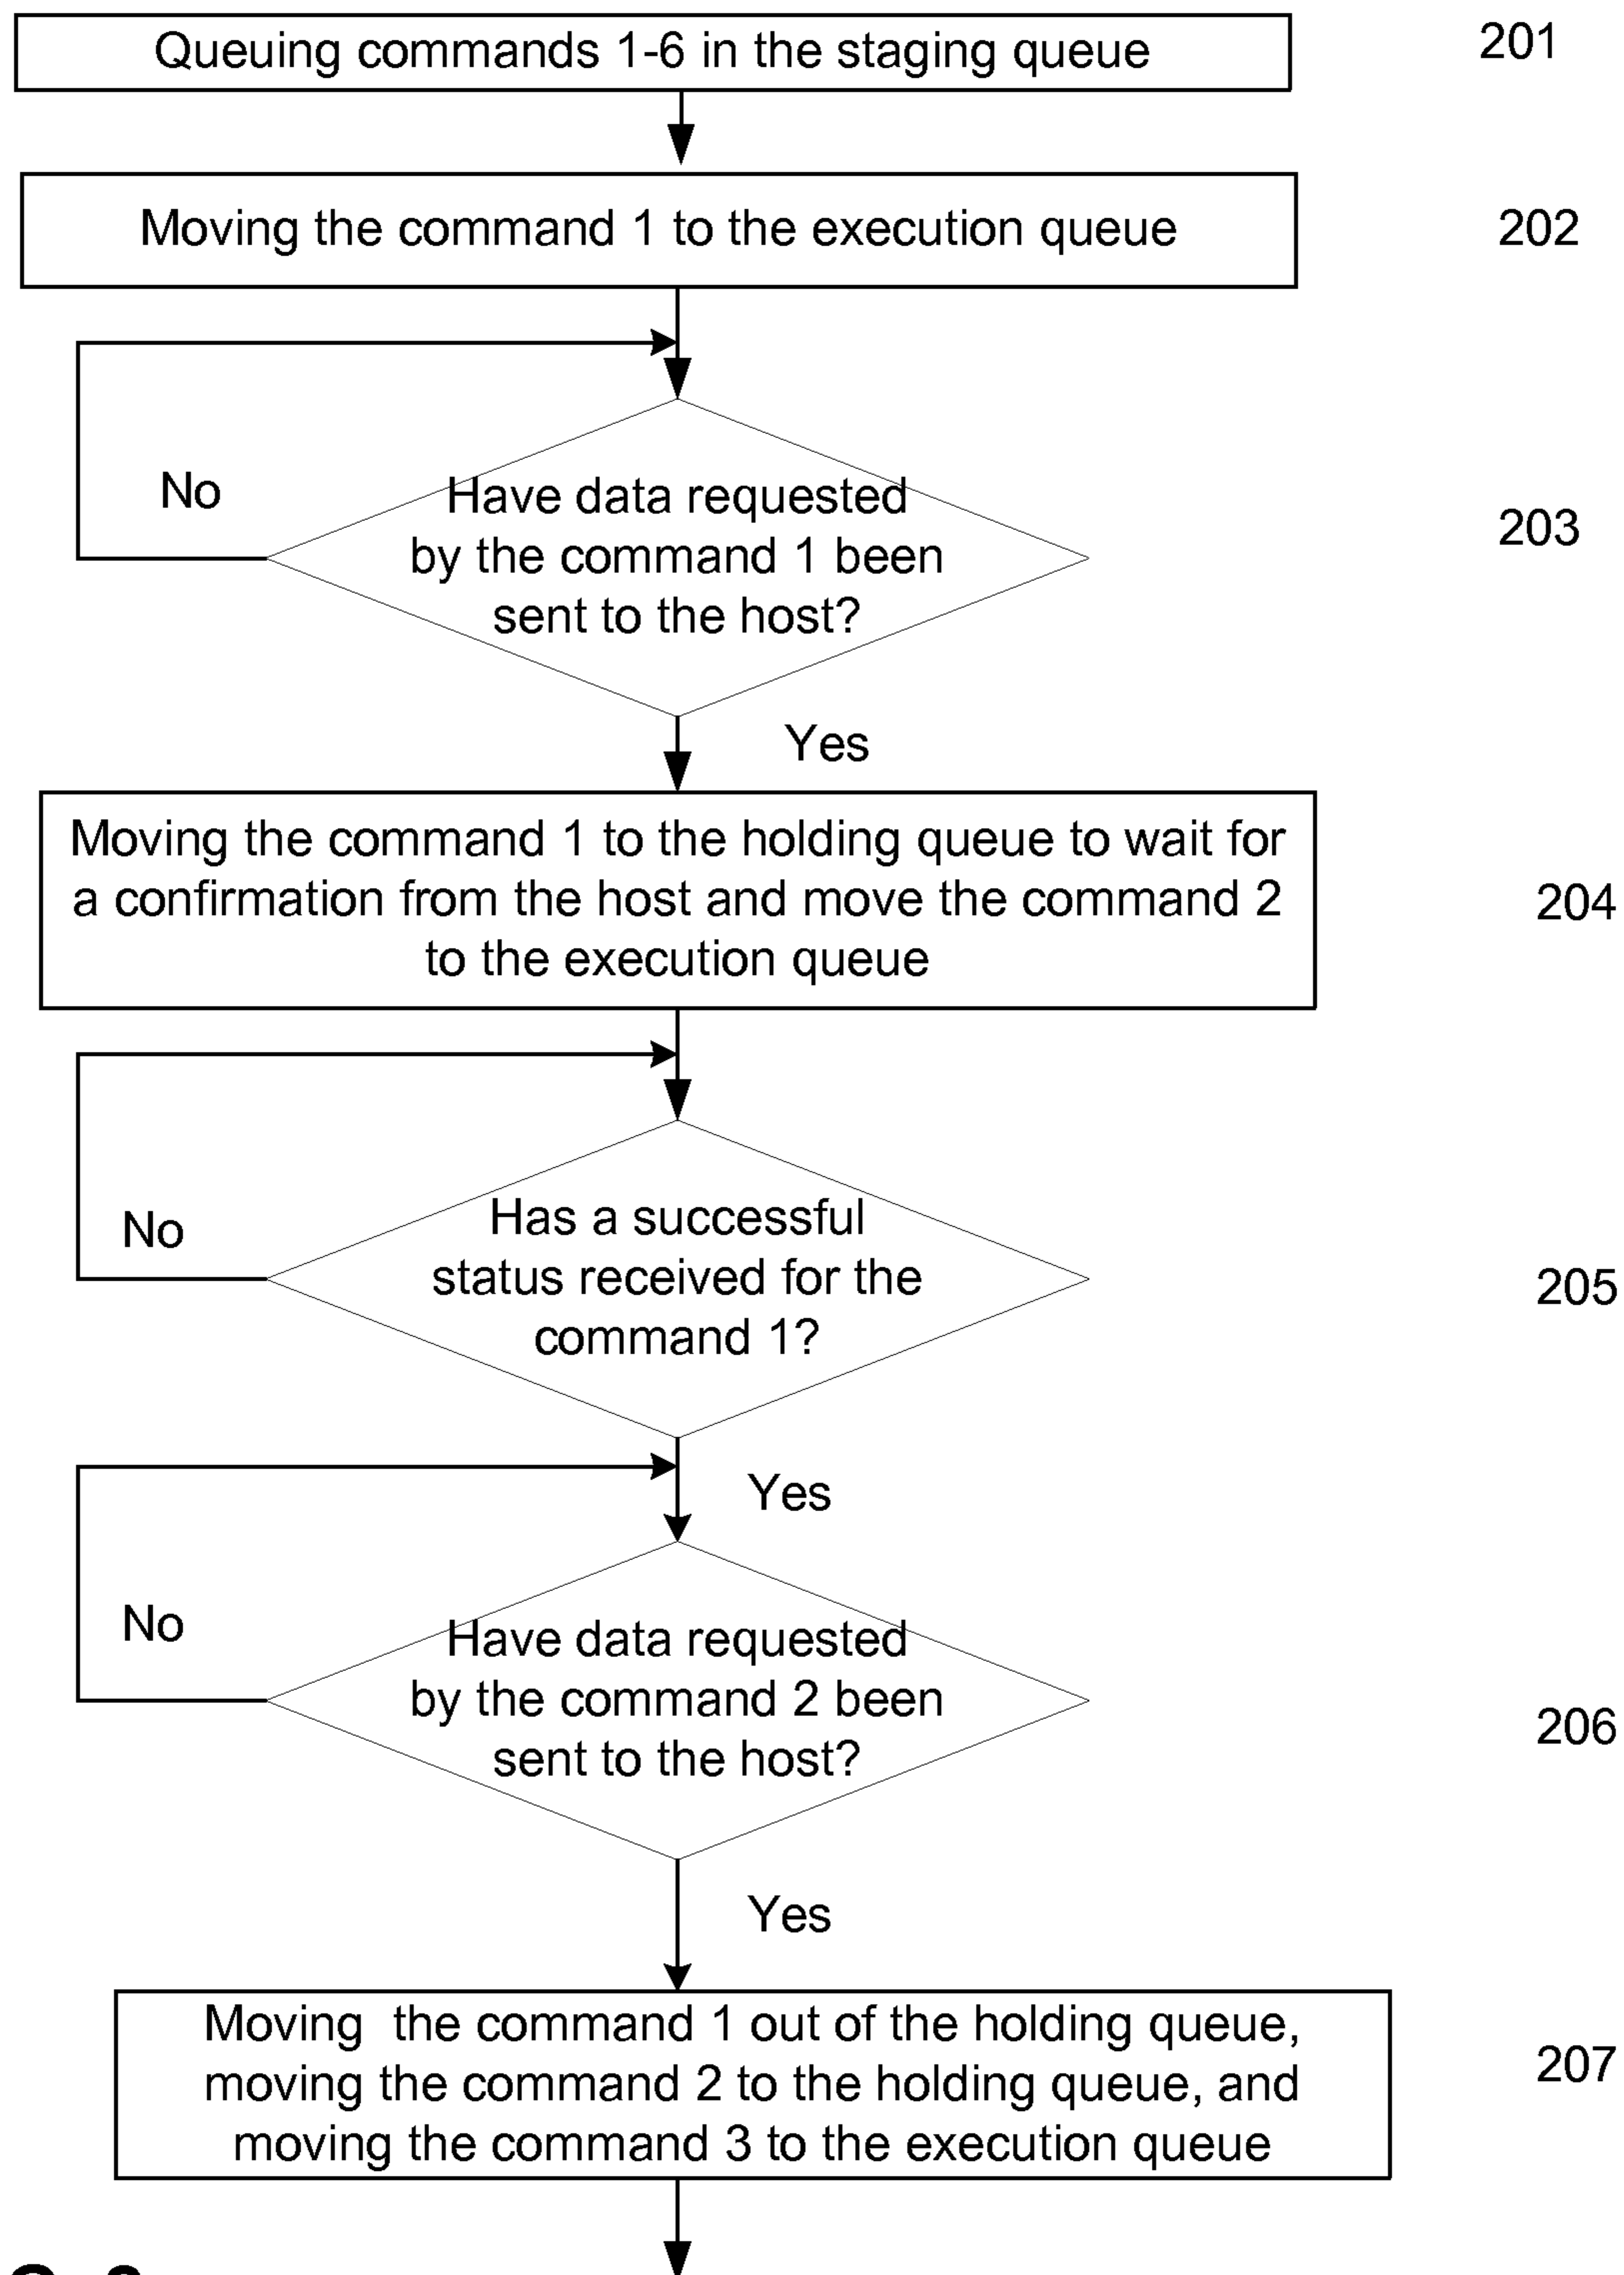 Queuing commands 1-6 in the staging queue
201
Moving the command 1 to the execution queue
202
No
Have data requested
by the command 1 been
sent to the host?
203
Yes
Moving the command 1 to the holding queue to wait for
a confirmation from the host and move the command 2
to the execution queue
204
No
Has a successful
status received for the
command 1?
205
Yes
No
Have data requested
by the command 2 been
sent to the host?
206
Yes
Moving the command 1 out of the holding queue,
moving the command 2 to the holding queue, and
moving the command 3 to the execution queue
207